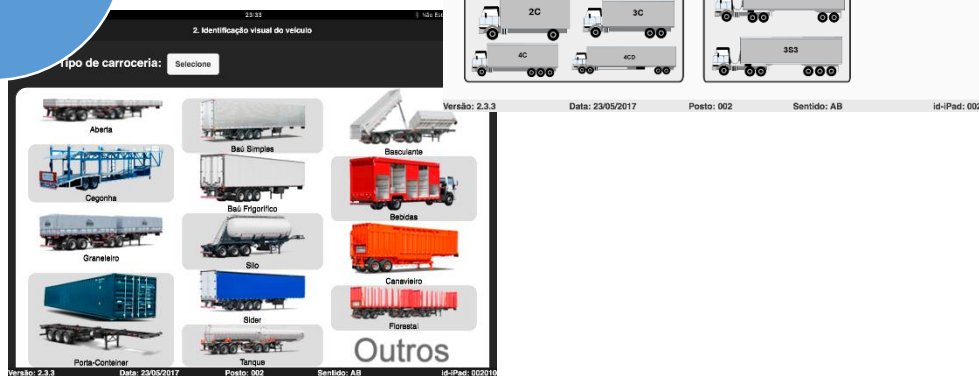 23:33
Não Est
2. Identificação visual do veículo
Tipo de carroceria: Selecione
Aberta
Baú Simples
Basculante
Cegonha
Baú Frigorífico
Bebidas
Graneleiro
Silo
Canavieiro
Porta-Conteiner
Sider
Florestal
Tanque
Outros
Versão: 2.3.3 Data: 23/05/2017 Posto: 002 Sentido: AB id-iPad: 002010
2C
3C
4C
4CD
3S3
Versão: 2.3.3 Data: 23/05/2017 Posto: 002 Sentido: AB id-iPad: 002